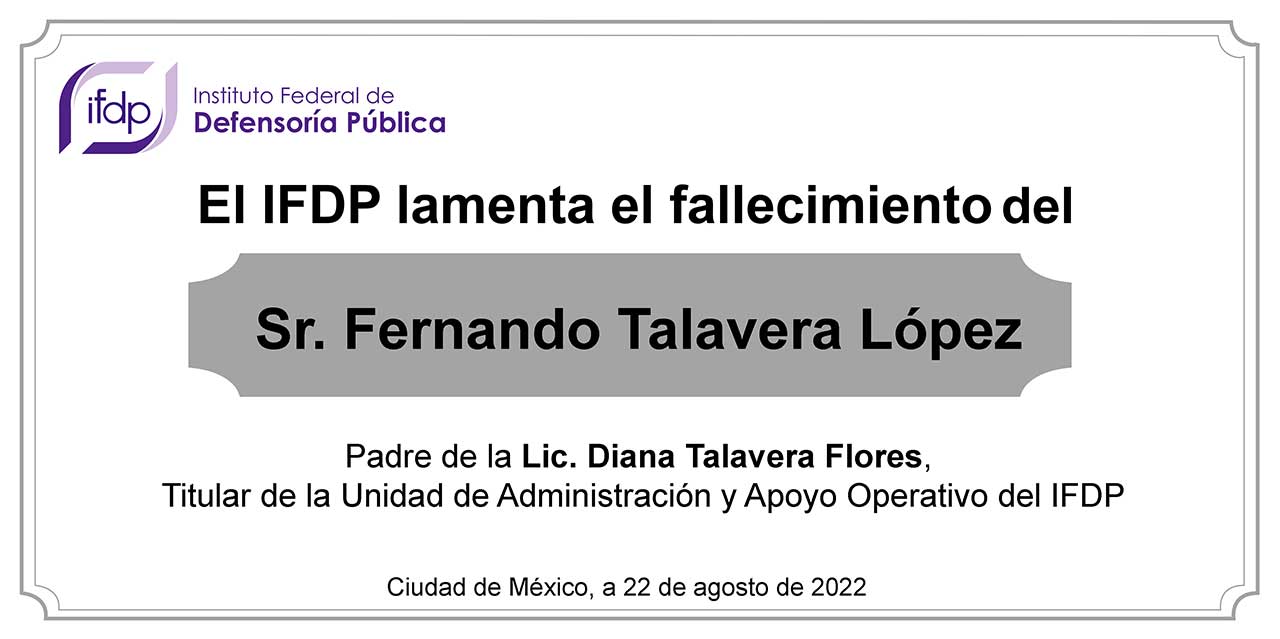 ifdp
Instituto Federal de
Defensoría Pública
El IFDP lamenta el fallecimiento del
Sr. Fernando Talavera López
Padre de la Lic. Diana Talavera Flores,
Titular de la Unidad de Administración y Apoyo Operativo del IFDP
Ciudad de México, a 22 de agosto de 2022